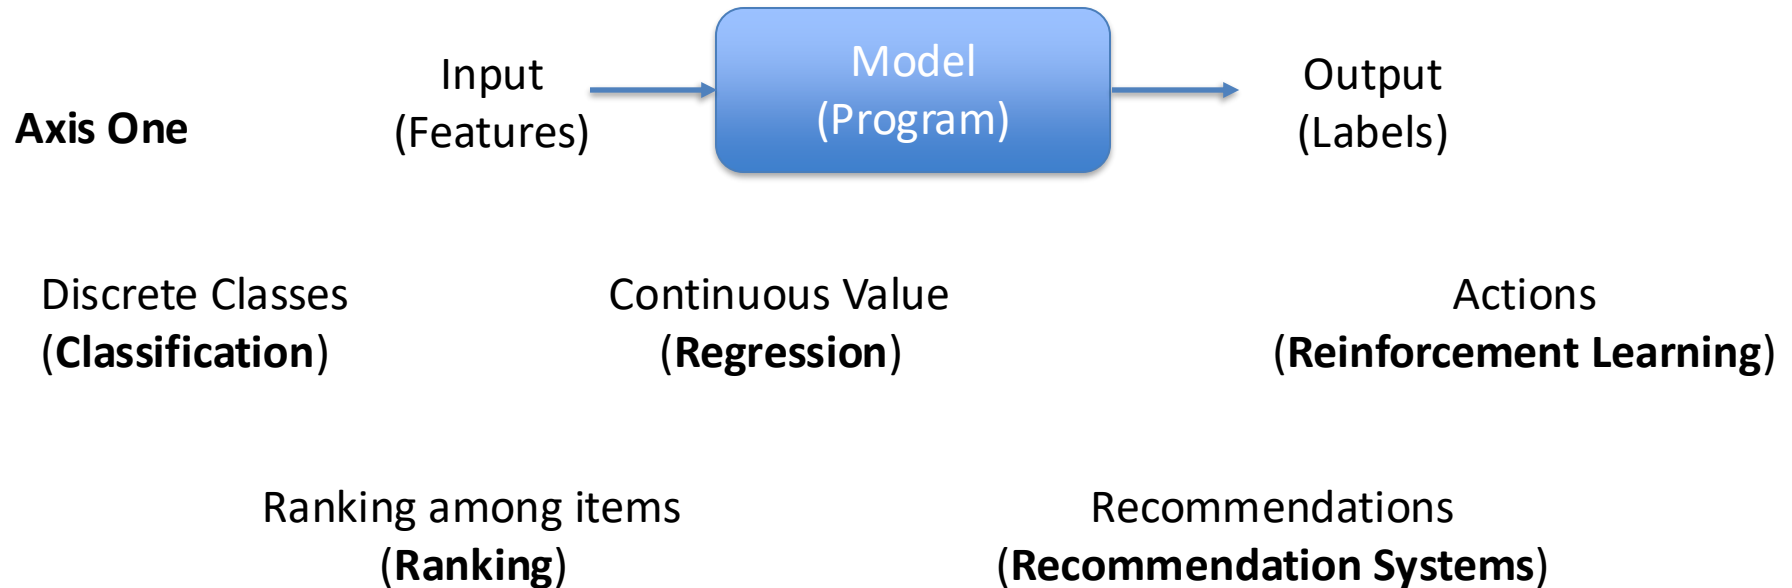 Axis One
Input
(Features)
Model
(Program)
Output
(Labels)
Discrete Classes
(Classification)
Continuous Value
(Regression)
Actions
(Reinforcement Learning)
Ranking among items
(Ranking)
Recommendations
(Recommendation Systems)